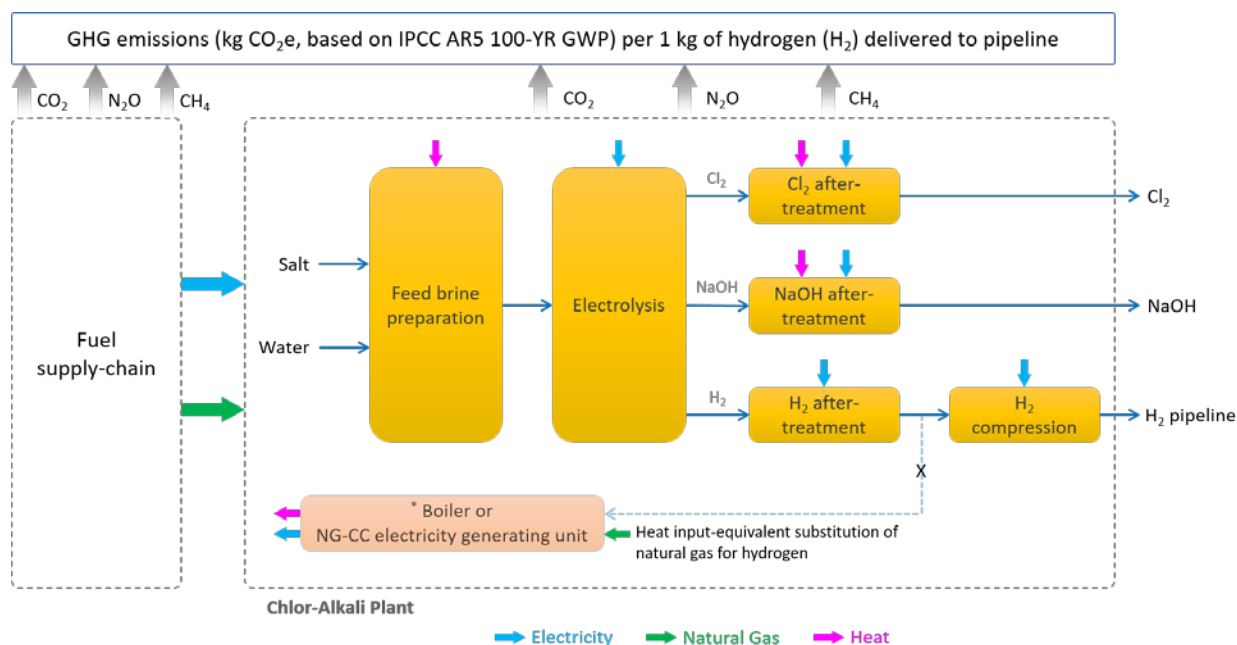 GHG emissions (kg CO₂e, based on IPCC AR5 100-YR GWP) per 1 kg of hydrogen (H₂) delivered to pipeline
CO₂
N₂O
CH₄
CO₂
N₂O
CH₄
Fuel
supply-chain
Salt
Water
Feed brine
preparation
Electrolysis
Cl₂
Cl₂ after-
treatment
Cl₂
NaOH
NaOH after-
treatment
NaOH
H₂
H₂ after-
treatment
H₂
compression
H₂ pipeline
X
* Boiler or
NG-CC electricity generating unit
Heat input-equivalent substitution of
natural gas for hydrogen
Chlor-Alkali Plant
Electricity
Natural Gas
Heat